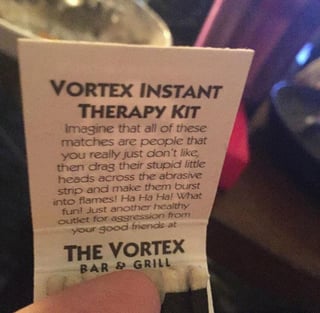 VORTEX INSTANT
THERAPY KIT
Imagine that all of these
matches are people that
you really just don't like,
then drag their stupid little
heads across the abrasive
strip and make them burst
into flames! Ha Ha Ha! What
fun! Just another healthy
outlet for aggression from
your good friends at
THE VORTEX
BAR & GRILL